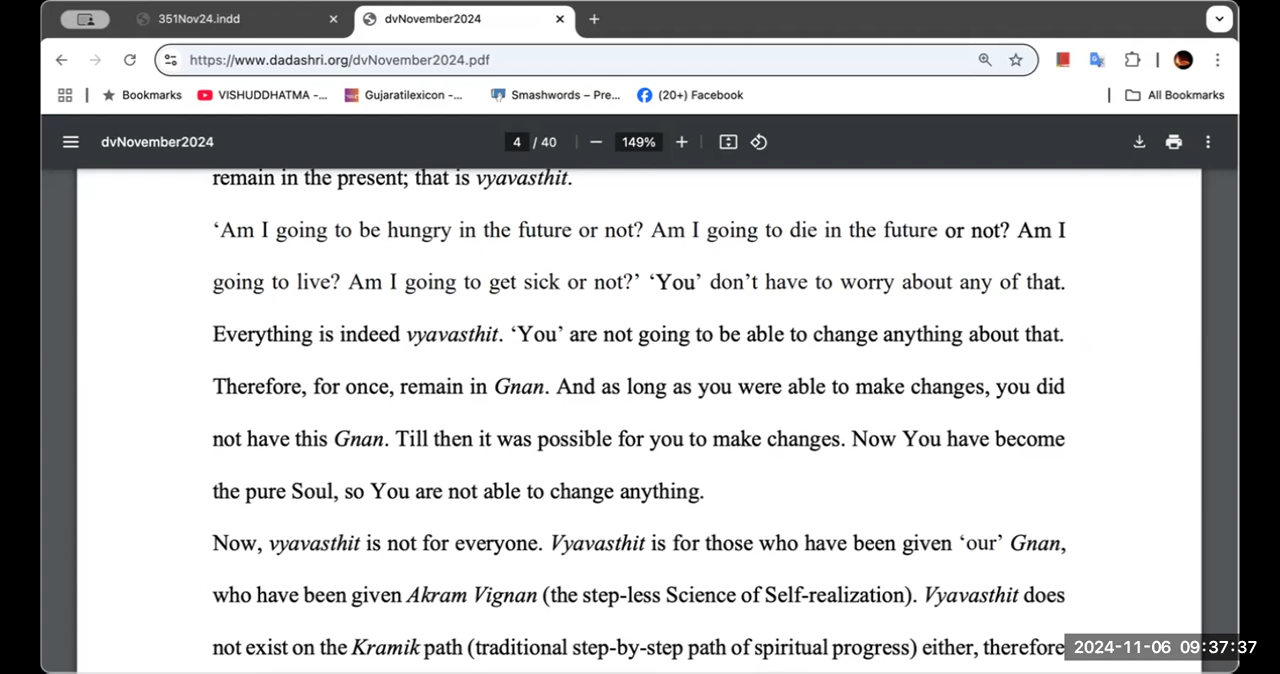 351Nov24.indd
dvNovember2024
https://www.dadashri.org/dvNovember2024.pdf
Bookmarks VISHUDDHATMA -... Gujaratilexicon -... Smashwords – Pre... (20+) Facebook All Bookmarks
dvNovember2024 4 / 40 149%
remain in the present; that is vyavasthit.
‘Am I going to be hungry in the future or not? Am I going to die in the future or not? Am I
going to live? Am I going to get sick or not?’ ‘You’ don’t have to worry about any of that.
Everything is indeed vyavasthit. ‘You’ are not going to be able to change anything about that.
Therefore, for once, remain in Gnan. And as long as you were able to make changes, you did
not have this Gnan. Till then it was possible for you to make changes. Now You have become
the pure Soul, so You are not able to change anything.
Now, vyavasthit is not for everyone. Vyavasthit is for those who have been given ‘our’ Gnan,
who have been given Akram Vignan (the step-less Science of Self-realization). Vyavasthit does
not exist on the Kramik path (traditional step-by-step path of spiritual progress) either, therefore
2024-11-06 09:37:37